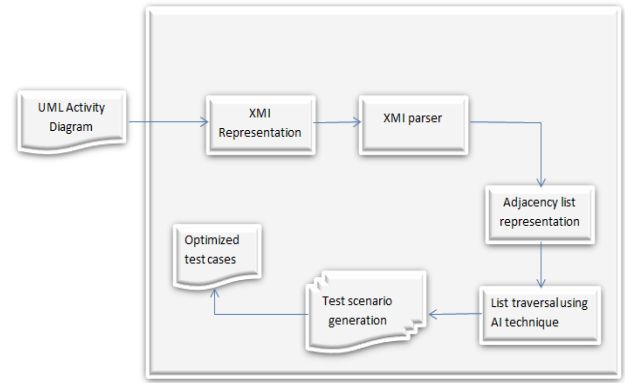 UML Activity
Diagram
XMI
Representation
XMI parser
Adjacency list
representation
List traversal using
AI technique
Test scenario
generation
Optimized
test cases